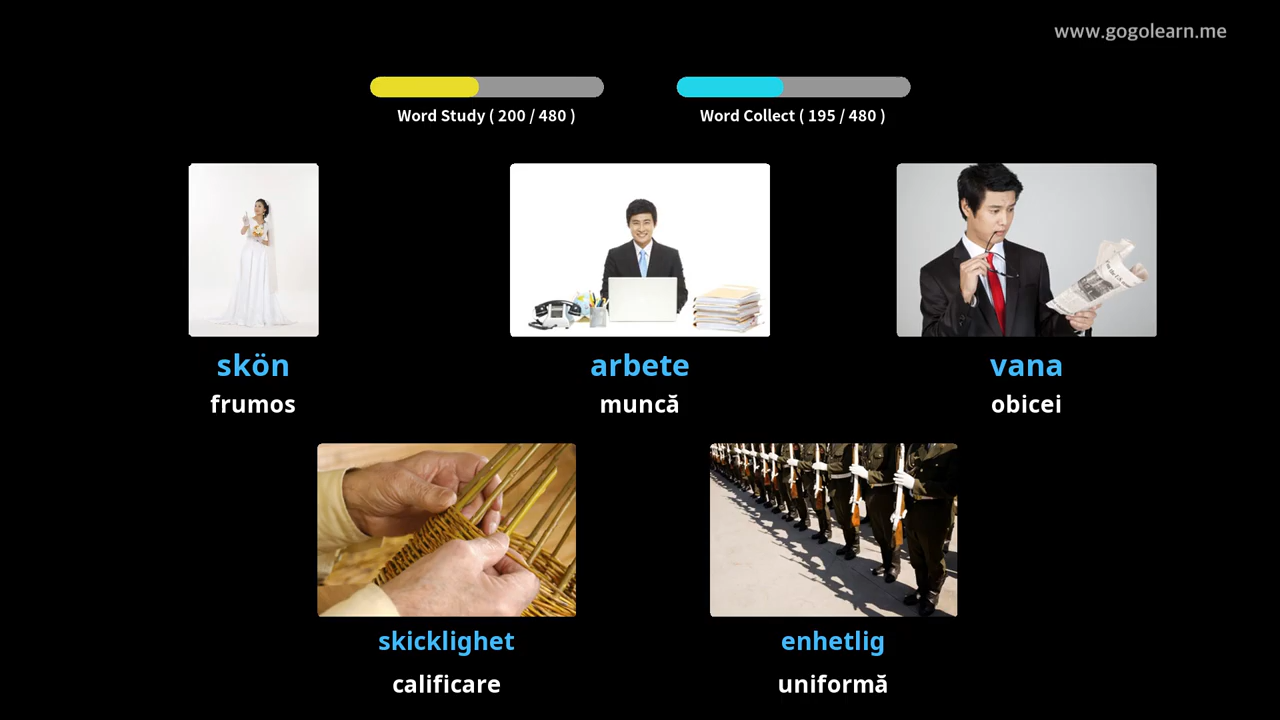 www.gogolearn.me
Word Study ( 200 / 480 )
Word Collect ( 195 / 480 )
skön
arbete
vana
frumos
muncă
obicei
skicklighet
enhetlig
calificare
uniformă